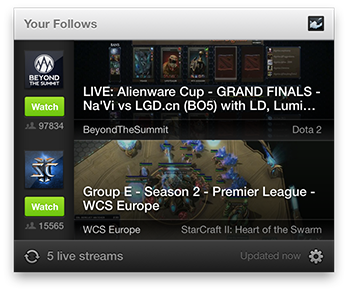 Your Follows
BEYOND
THE SUMMIT
Watch
97834
LIVE: Alienware Cup - GRAND FINALS -
Na'Vi vs LGD.cn (BO5) with LD, Lumi…
BeyondTheSummit
Dota 2
Watch
15565
Group E - Season 2 - Premier League -
WCS Europe
WCS Europe
StarCraft II: Heart of the Swarm
5 live streams
Updated now